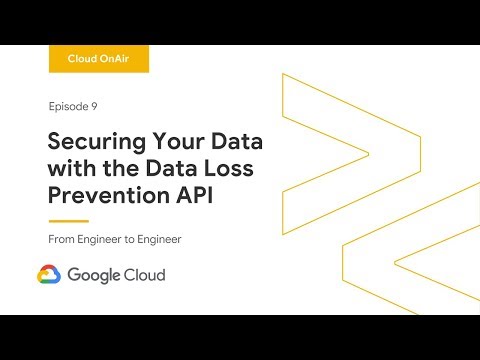 Cloud OnAir
Episode 9
Securing Your Data
with the Data Loss
Prevention API
From Engineer to Engineer
Google Cloud